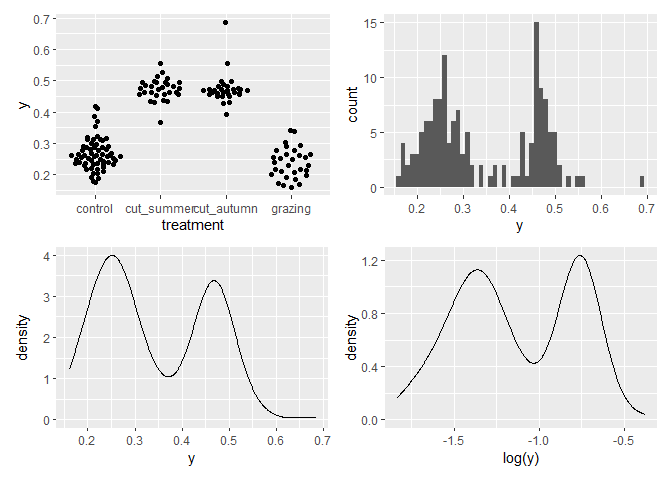 0.7
0.6
0.5
0.4
0.3
0.2
y
control cut_summer cut_autumn grazing
treatment
15
10
5
0
count
0.2 0.3 0.4 0.5 0.6 0.7
y
4
3
2
1
0
density
0.2 0.3 0.4 0.5 0.6 0.7
y
1.2
0.8
0.4
0.0
density
-1.5 -1.0 -0.5
log(y)